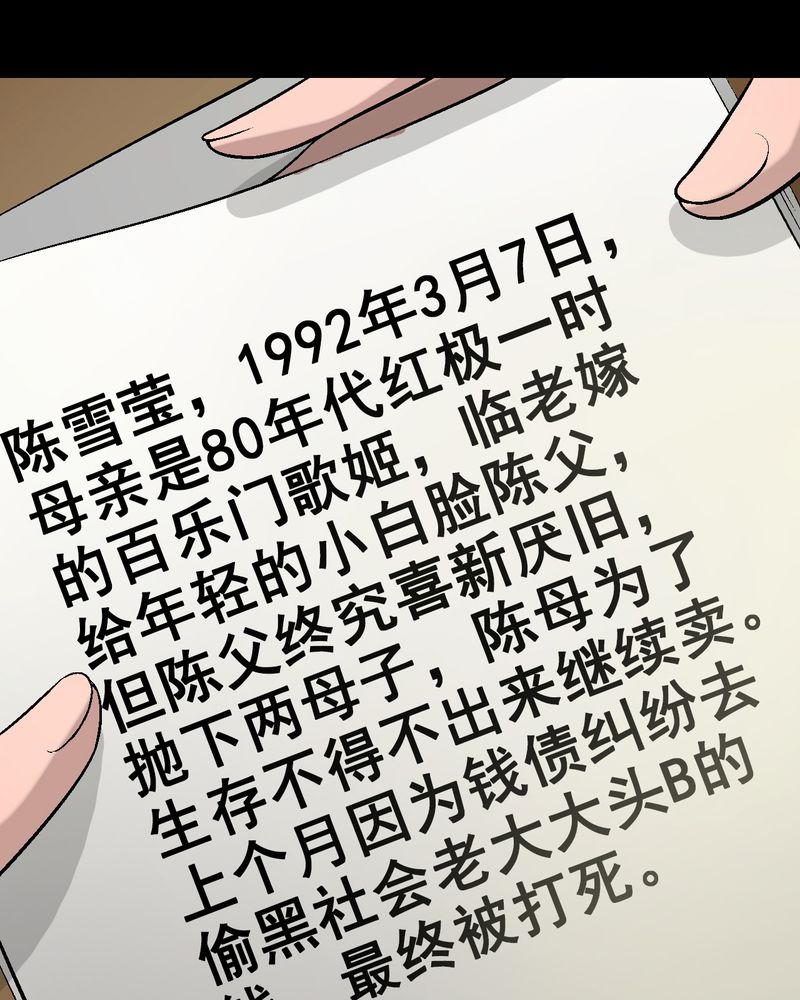 陈雪莹，1992年3月7日，
母亲是80年代红极一时
的百乐门歌姬，临老嫁
给年轻的小白脸陈父，
但陈父终究喜新厌旧，
抛下两母子，陈母为了
生存不得不出来继续卖。
上个月因为钱债纠纷去
偷黑社会老大大头B的
钱，最终被打死。